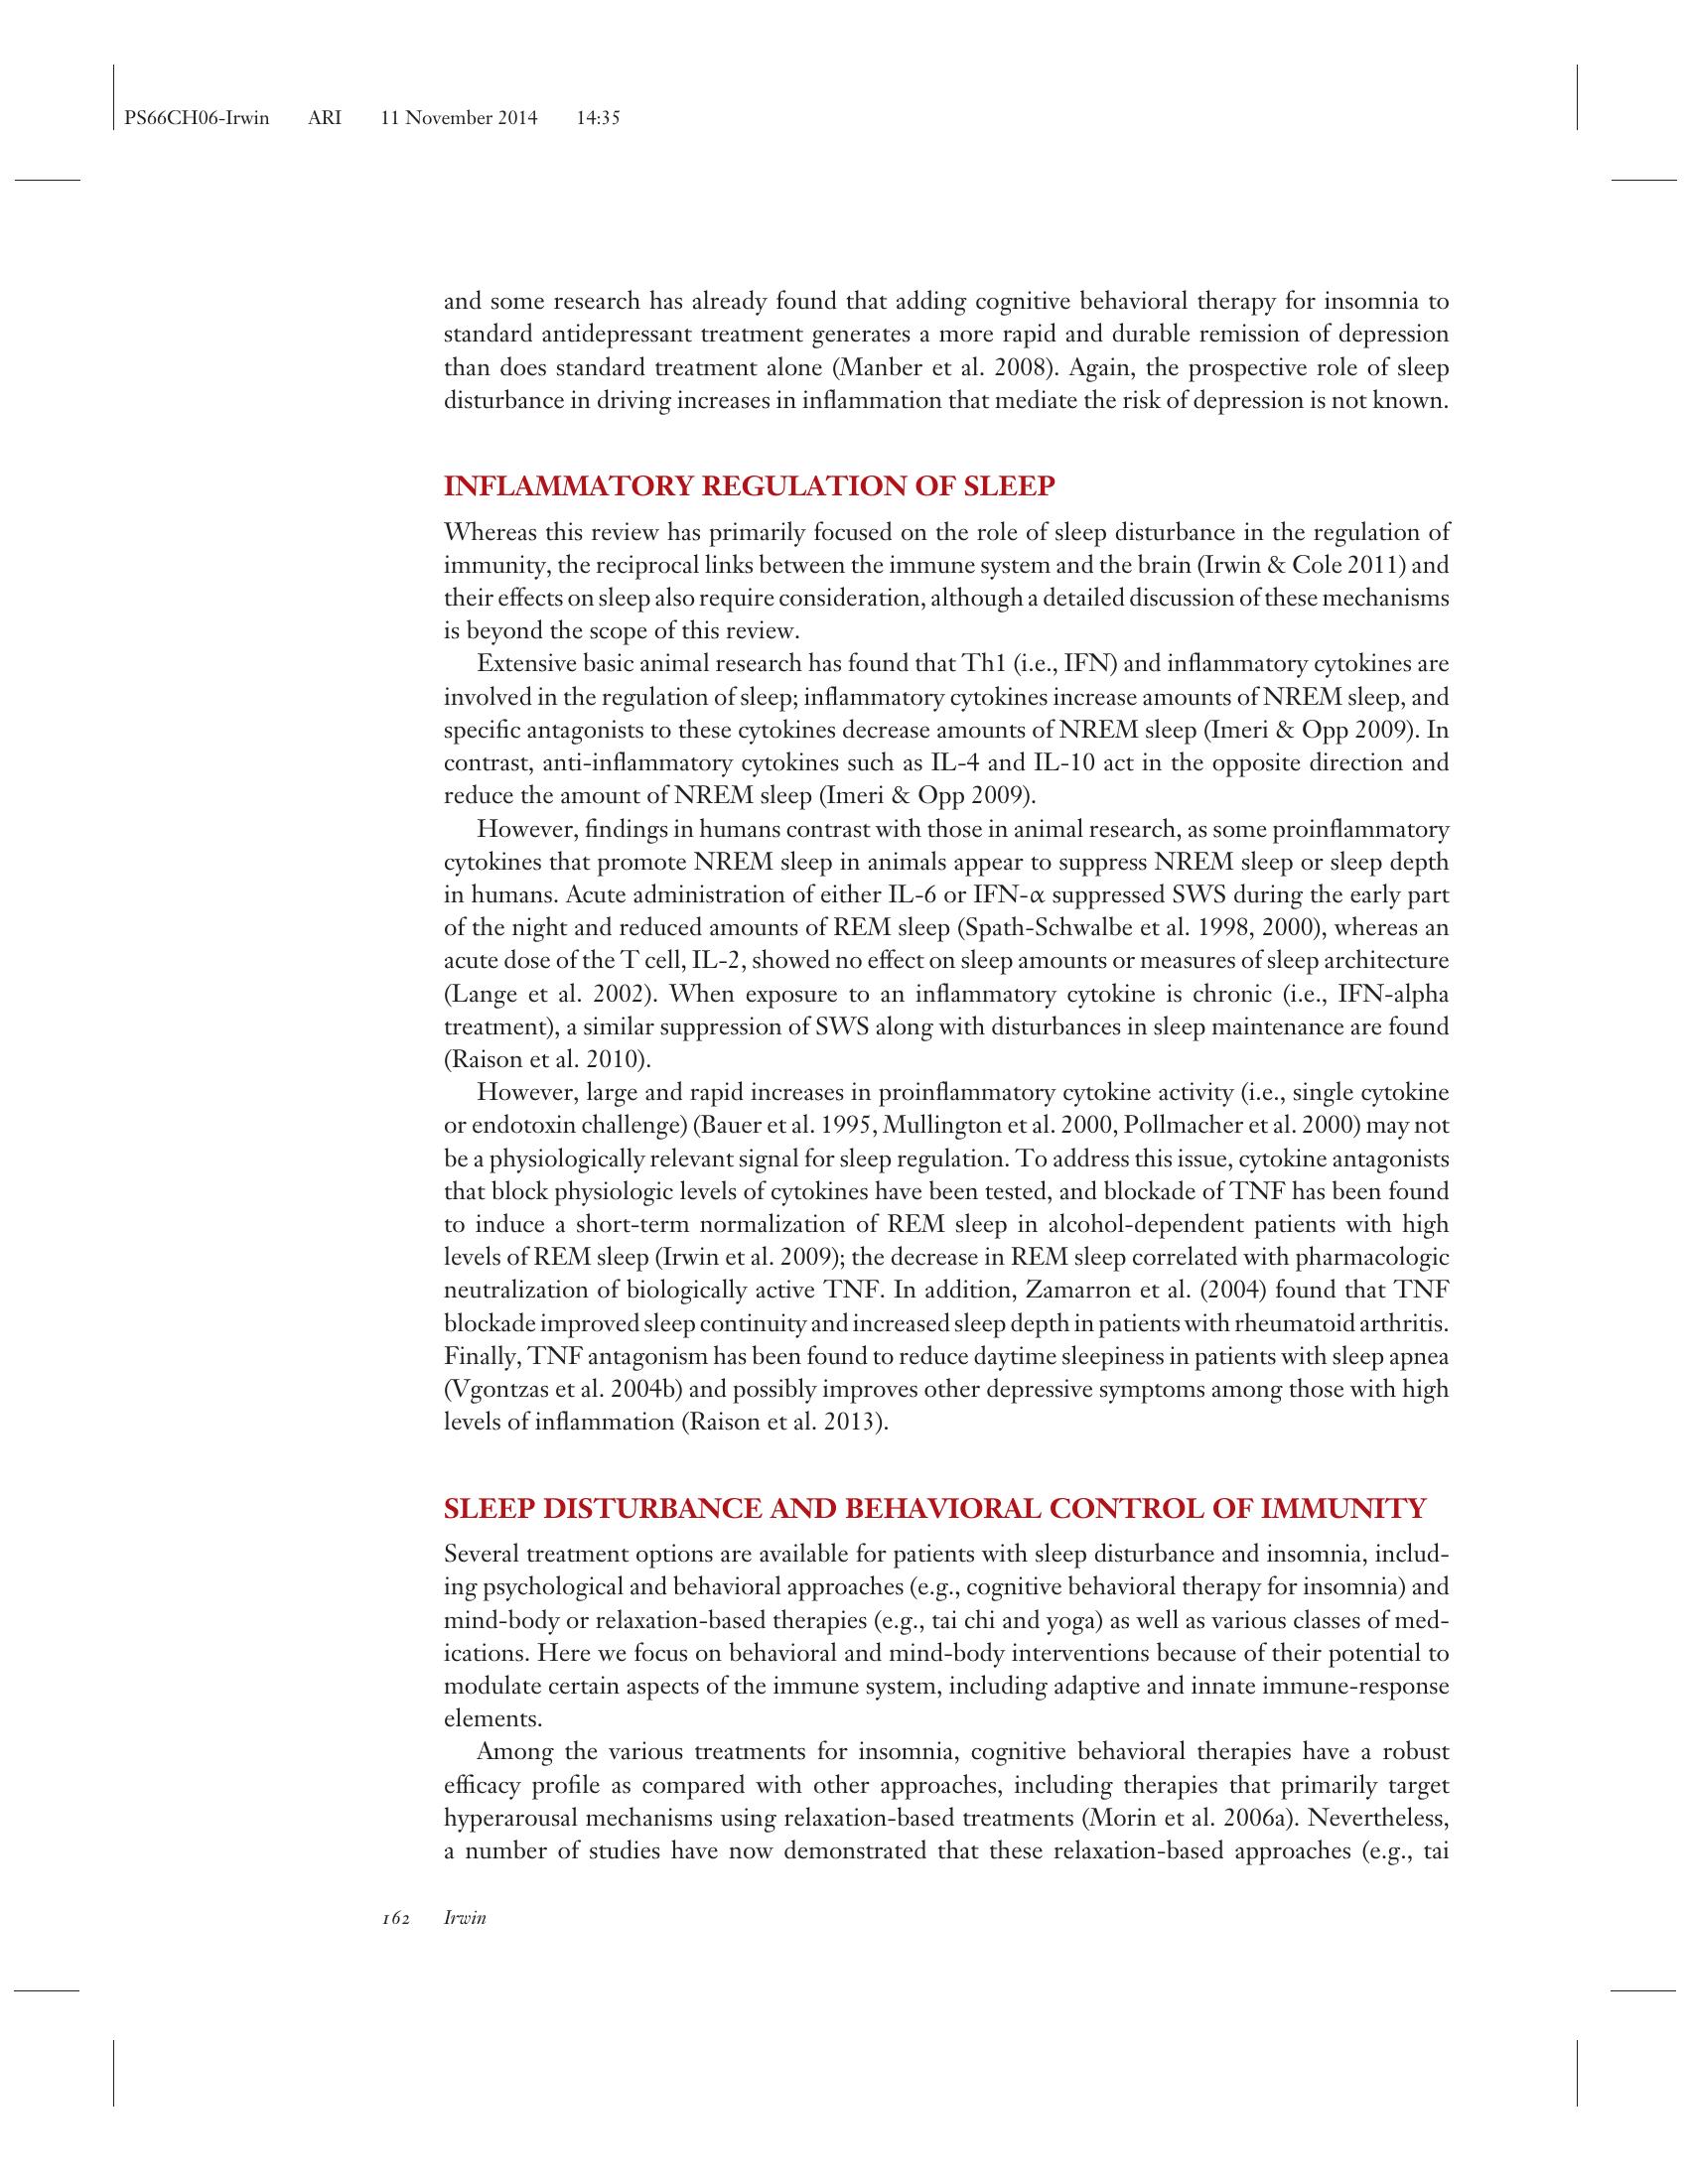 PS66CH06-Irwin ARI 11 November 2014 14:35
and some research has already found that adding cognitive behavioral therapy for insomnia to
standard antidepressant treatment generates a more rapid and durable remission of depression
than does standard treatment alone (Manber et al. 2008). Again, the prospective role of sleep
disturbance in driving increases in inflammation that mediate the risk of depression is not known.
INFLAMMATORY REGULATION OF SLEEP
Whereas this review has primarily focused on the role of sleep disturbance in the regulation of
immunity, the reciprocal links between the immune system and the brain (Irwin & Cole 2011) and
their effects on sleep also require consideration, although a detailed discussion of these mechanisms
is beyond the scope of this review.
Extensive basic animal research has found that Th1 (i.e., IFN) and inflammatory cytokines are
involved in the regulation of sleep; inflammatory cytokines increase amounts of NREM sleep, and
specific antagonists to these cytokines decrease amounts of NREM sleep (Imeri & Opp 2009). In
contrast, anti-inflammatory cytokines such as IL-4 and IL-10 act in the opposite direction and
reduce the amount of NREM sleep (Imeri & Opp 2009).
However, findings in humans contrast with those in animal research, as some proinflammatory
cytokines that promote NREM sleep in animals appear to suppress NREM sleep or sleep depth
in humans. Acute administration of either IL-6 or IFN-α suppressed SWS during the early part
of the night and reduced amounts of REM sleep (Spath-Schwalbe et al. 1998, 2000), whereas an
acute dose of the T cell, IL-2, showed no effect on sleep amounts or measures of sleep architecture
(Lange et al. 2002). When exposure to an inflammatory cytokine is chronic (i.e., IFN-alpha
treatment), a similar suppression of SWS along with disturbances in sleep maintenance are found
(Raison et al. 2010).
However, large and rapid increases in proinflammatory cytokine activity (i.e., single cytokine
or endotoxin challenge) (Bauer et al. 1995, Mullington et al. 2000, Pollmacher et al. 2000) may not
be a physiologically relevant signal for sleep regulation. To address this issue, cytokine antagonists
that block physiologic levels of cytokines have been tested, and blockade of TNF has been found
to induce a short-term normalization of REM sleep in alcohol-dependent patients with high
levels of REM sleep (Irwin et al. 2009); the decrease in REM sleep correlated with pharmacologic
neutralization of biologically active TNF. In addition, Zamarron et al. (2004) found that TNF
blockade improved sleep continuity and increased sleep depth in patients with rheumatoid arthritis.
Finally, TNF antagonism has been found to reduce daytime sleepiness in patients with sleep apnea
(Vgontzas et al. 2004b) and possibly improves other depressive symptoms among those with high
levels of inflammation (Raison et al. 2013).
SLEEP DISTURBANCE AND BEHAVIORAL CONTROL OF IMMUNITY
Several treatment options are available for patients with sleep disturbance and insomnia, includ-
ing psychological and behavioral approaches (e.g., cognitive behavioral therapy for insomnia) and
mind-body or relaxation-based therapies (e.g., tai chi and yoga) as well as various classes of med-
ications. Here we focus on behavioral and mind-body interventions because of their potential to
modulate certain aspects of the immune system, including adaptive and innate immune-response
elements.
Among the various treatments for insomnia, cognitive behavioral therapies have a robust
efficacy profile as compared with other approaches, including therapies that primarily target
hyperarousal mechanisms using relaxation-based treatments (Morin et al. 2006a). Nevertheless,
a number of studies have now demonstrated that these relaxation-based approaches (e.g., tai
162 Irwin